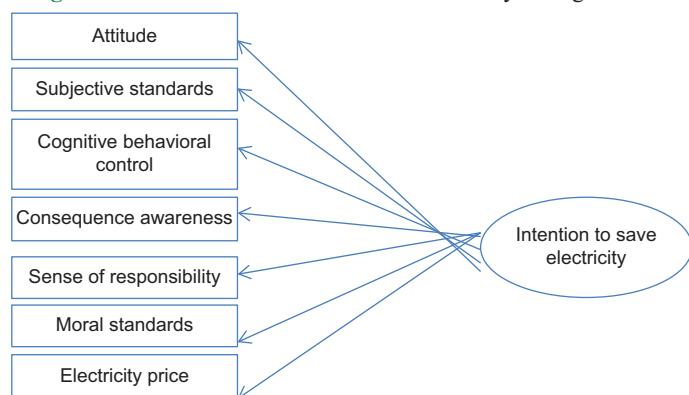 Attitude
Subjective standards
Cognitive behavioral
control
Consequence awareness
Sense of responsibility
Moral standards
Electricity price
Intention to save
electricity